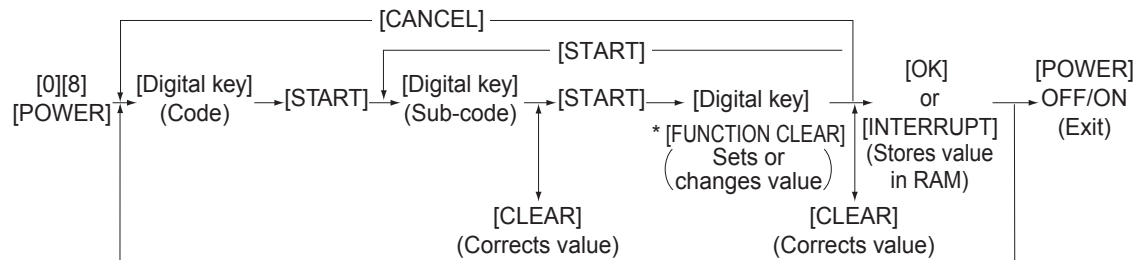 [CANCEL]
[START]
[0][8]
[POWER]
[Digital key]
(Code)
[START]
[Digital key]
(Sub-code)
[START]
[Digital key]
* [FUNCTION CLEAR]
(Sets or
changes value)
[OK]
or
[INTERRUPT]
(Stores value
in RAM)
[POWER]
OFF/ON
(Exit)
[CLEAR]
(Corrects value)
[CLEAR]
(Corrects value)